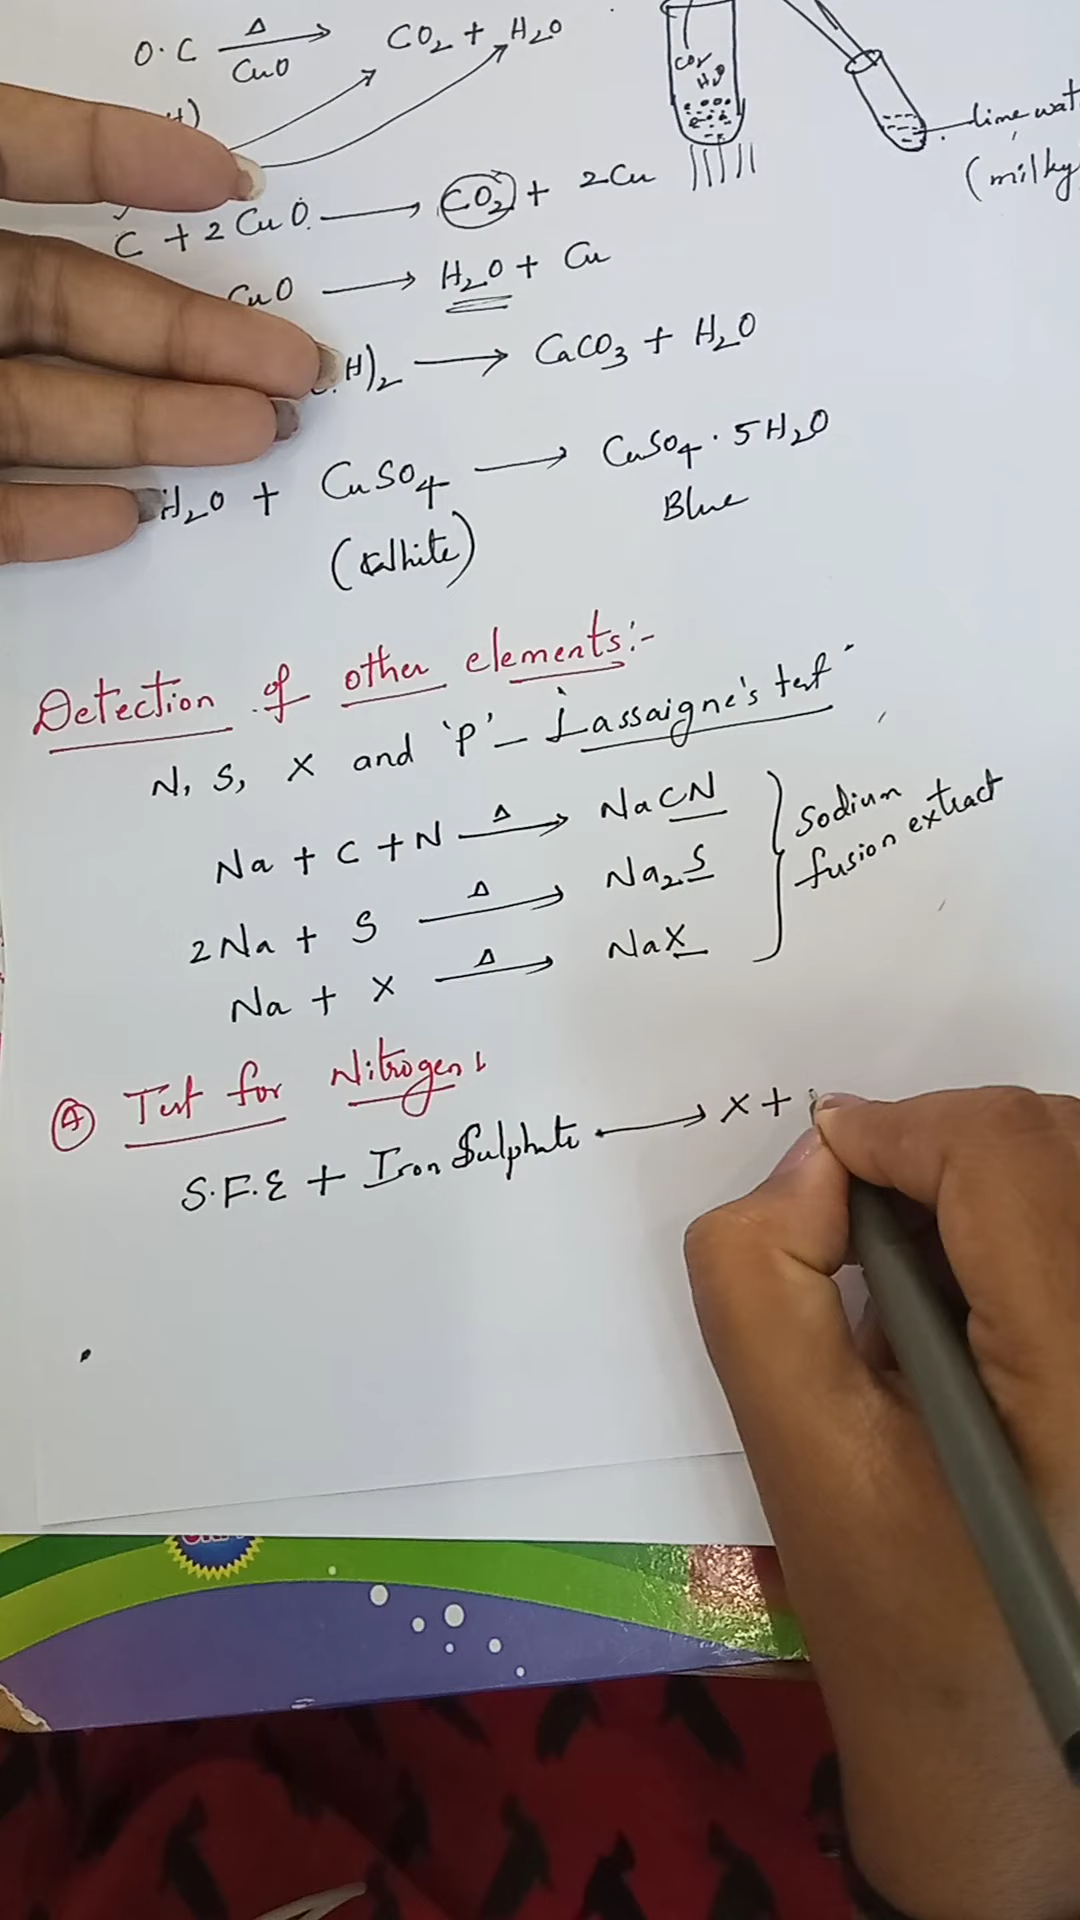 O·C Δ→ CuO CO₂ + H₂O
COr
H₂O
lime wat
(milky
C + 2CuO → CO₂ + 2Cu
CuO → H₂O + Cu
H)₂ → CaCO₃ + H₂O
H₂O + CuSO₄ → CuSO₄·5H₂O
(White) Blue
Detection of other elements:-
N, S, X and 'P' - Lassaigne's test
Na + C + N Δ→ NaCN
2Na + S Δ→ Na₂S
Na + X Δ→ NaX
Sodium
fusion extract
A Test for Nitrogen:
S.F.E + Iron Sulphate → X +